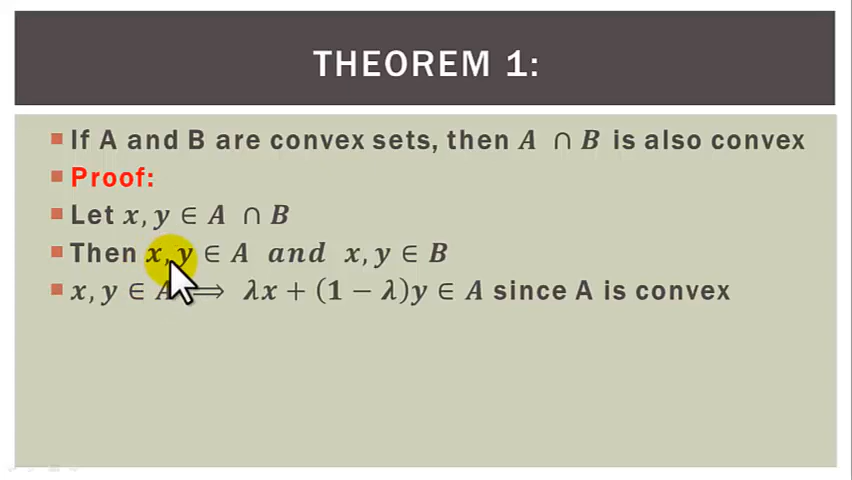 THEOREM 1:
If A and B are convex sets, then A ∩ B is also convex
Proof:
Let x, y ∈ A ∩ B
Then x, y ∈ A and x, y ∈ B
x, y ∈ A ⟹ λx + (1 − λ)y ∈ A since A is convex